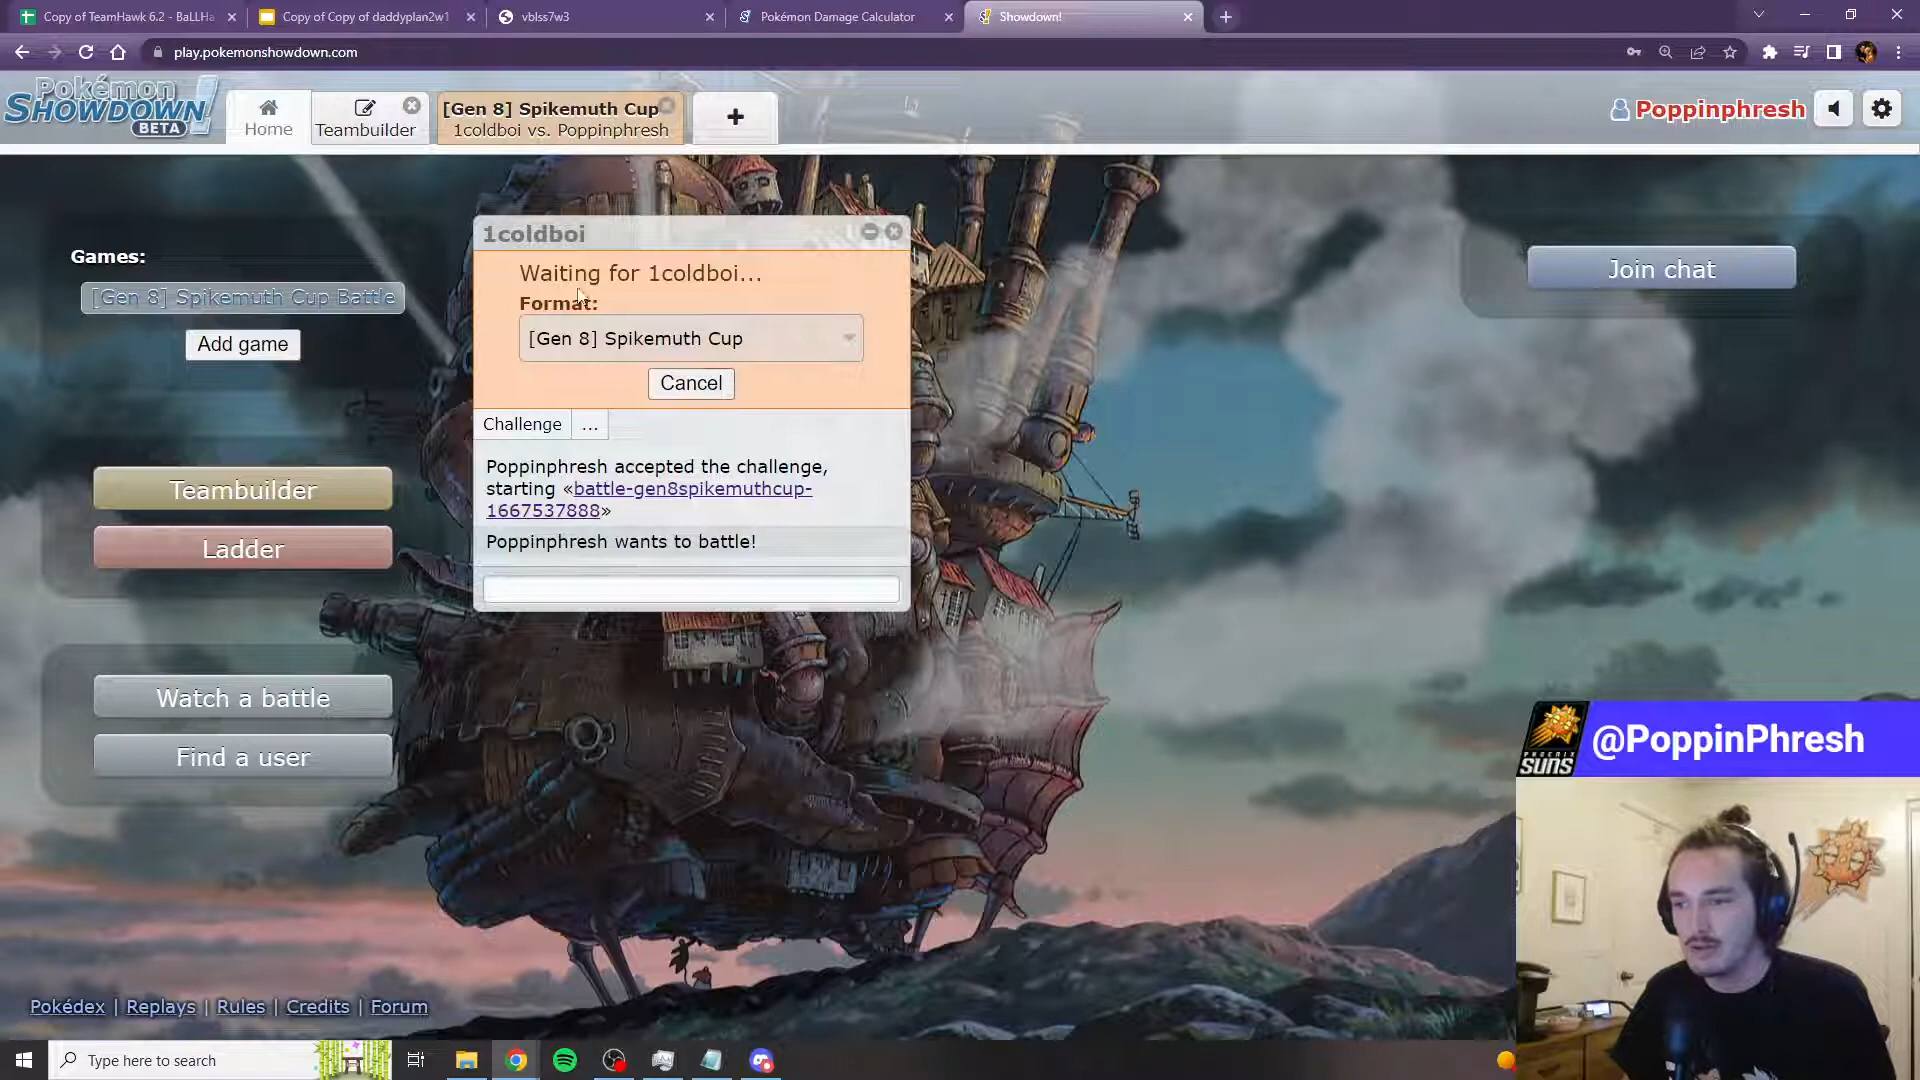 Copy of TeamHawk 6.2 - BaLLHa
Copy of Copy of daddyplan2w1
vblss7w3
Pokémon Damage Calculator
Showdown!
play.pokemonshowdown.com
Pokémon
SHOWDOWN!
BETA
Home
Teambuilder
[Gen 8] Spikemuth Cup
1coldboi vs. Poppinphresh
Poppinphresh
Games:
[Gen 8] Spikemuth Cup Battle
Add game
Teambuilder
Ladder
Watch a battle
Find a user
1coldboi
Waiting for 1coldboi...
Format:
[Gen 8] Spikemuth Cup
Cancel
Challenge
...
Poppinphresh accepted the challenge,
starting «battle-gen8spikemuthcup-
1667537888»
Poppinphresh wants to battle!
Join chat
PHOENIX
SUNS
@PoppinPhresh
Pokédex | Replays | Rules | Credits | Forum
Type here to search